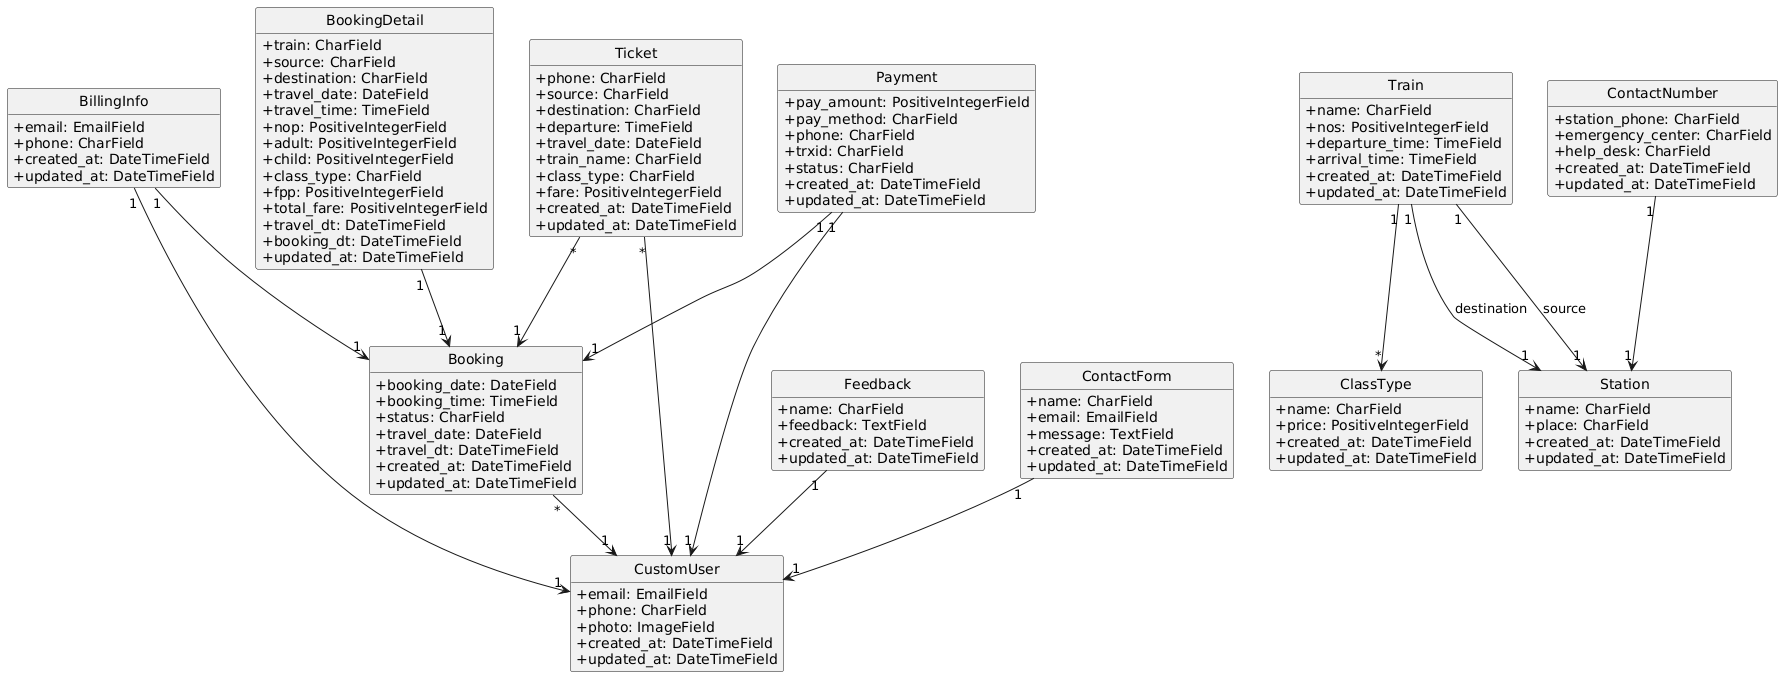 BookingDetail
+train: CharField
+source: CharField
+destination: CharField
+travel_date: DateField
+travel_time: TimeField
+nop: PositiveIntegerField
+adult: PositiveIntegerField
+child: PositiveIntegerField
+class_type: CharField
+fpp: PositiveIntegerField
+total_fare: PositiveIntegerField
+travel_dt: DateTimeField
+booking_dt: DateTimeField
+updated_at: DateTimeField
Ticket
+phone: CharField
+source: CharField
+destination: CharField
+departure: TimeField
+travel_date: DateField
+train_name: CharField
+class_type: CharField
+fare: PositiveIntegerField
+created_at: DateTimeField
+updated_at: DateTimeField
Payment
+pay_amount: PositiveIntegerField
+pay_method: CharField
+phone: CharField
+trxid: CharField
+status: CharField
+created_at: DateTimeField
+updated_at: DateTimeField
Train
+name: CharField
+nos: PositiveIntegerField
+departure_time: TimeField
+arrival_time: TimeField
+created_at: DateTimeField
+updated_at: DateTimeField
ContactNumber
+station_phone: CharField
+emergency_center: CharField
+help_desk: CharField
+created_at: DateTimeField
+updated_at: DateTimeField
BillingInfo
+email: EmailField
+phone: CharField
+created_at: DateTimeField
+updated_at: DateTimeField
1
1
1
*
*
1
1
1
1
1
1
destination
source
1
1
1
1
*
1
1
1
Booking
+booking_date: DateField
+booking_time: TimeField
+status: CharField
+travel_date: DateField
+travel_dt: DateTimeField
+created_at: DateTimeField
+updated_at: DateTimeField
Feedback
+name: CharField
+feedback: TextField
+created_at: DateTimeField
+updated_at: DateTimeField
ContactForm
+name: CharField
+email: EmailField
+message: TextField
+created_at: DateTimeField
+updated_at: DateTimeField
ClassType
+name: CharField
+price: PositiveIntegerField
+created_at: DateTimeField
+updated_at: DateTimeField
Station
+name: CharField
+place: CharField
+created_at: DateTimeField
+updated_at: DateTimeField
*
1
1
1
1
1
1
1
1
CustomUser
+email: EmailField
+phone: CharField
+photo: ImageField
+created_at: DateTimeField
+updated_at: DateTimeField